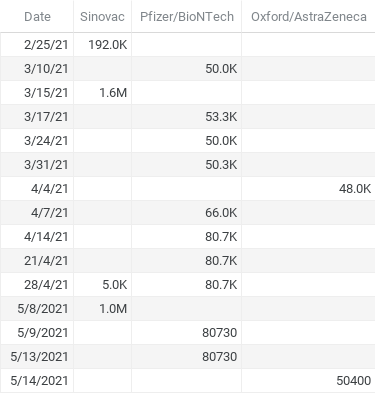 Date Sinovac Pfizer/BioNTech Oxford/AstraZeneca
2/25/21 192.0K
3/10/21 50.0K
3/15/21 1.6M
3/17/21 53.3K
3/24/21 50.0K
3/31/21 50.3K
4/4/21 48.0K
4/7/21 66.0K
4/14/21 80.7K
21/4/21 80.7K
28/4/21 5.0K 80.7K
5/8/2021 1.0M
5/9/2021 80730
5/13/2021 80730
5/14/2021 50400